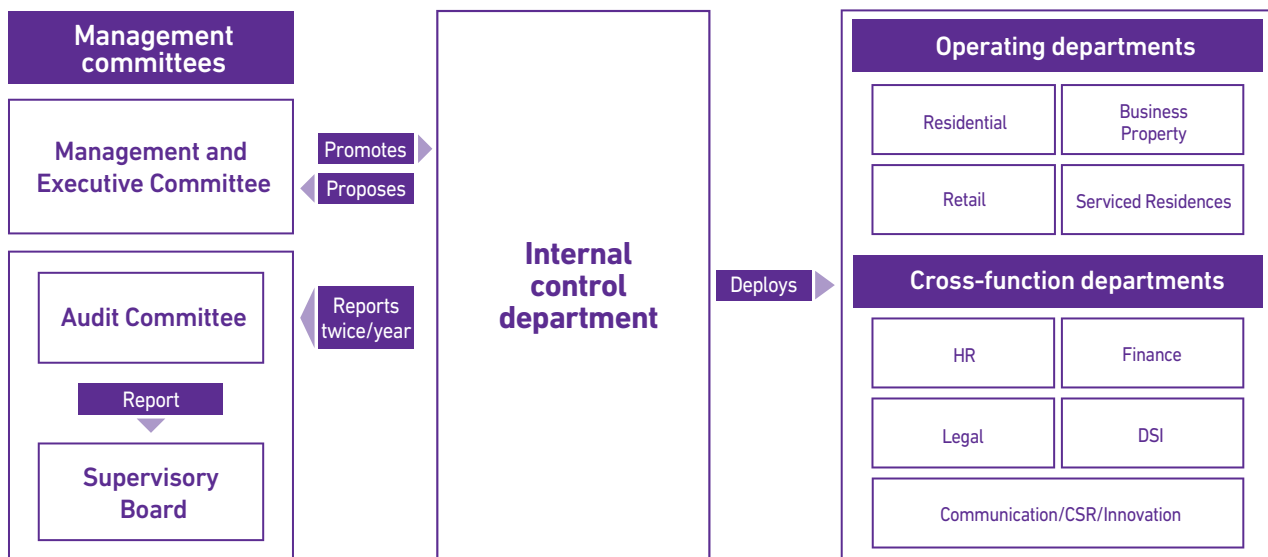 Management
committees
Management and
Executive Committee
Promotes
Proposes
Audit Committee
Reports
twice/year
Report
Supervisory
Board
Internal
control
department
Deploys
Operating departments
Residential
Business
Property
Retail
Serviced Residences
Cross-function departments
HR
Finance
Legal
DSI
Communication/CSR/Innovation